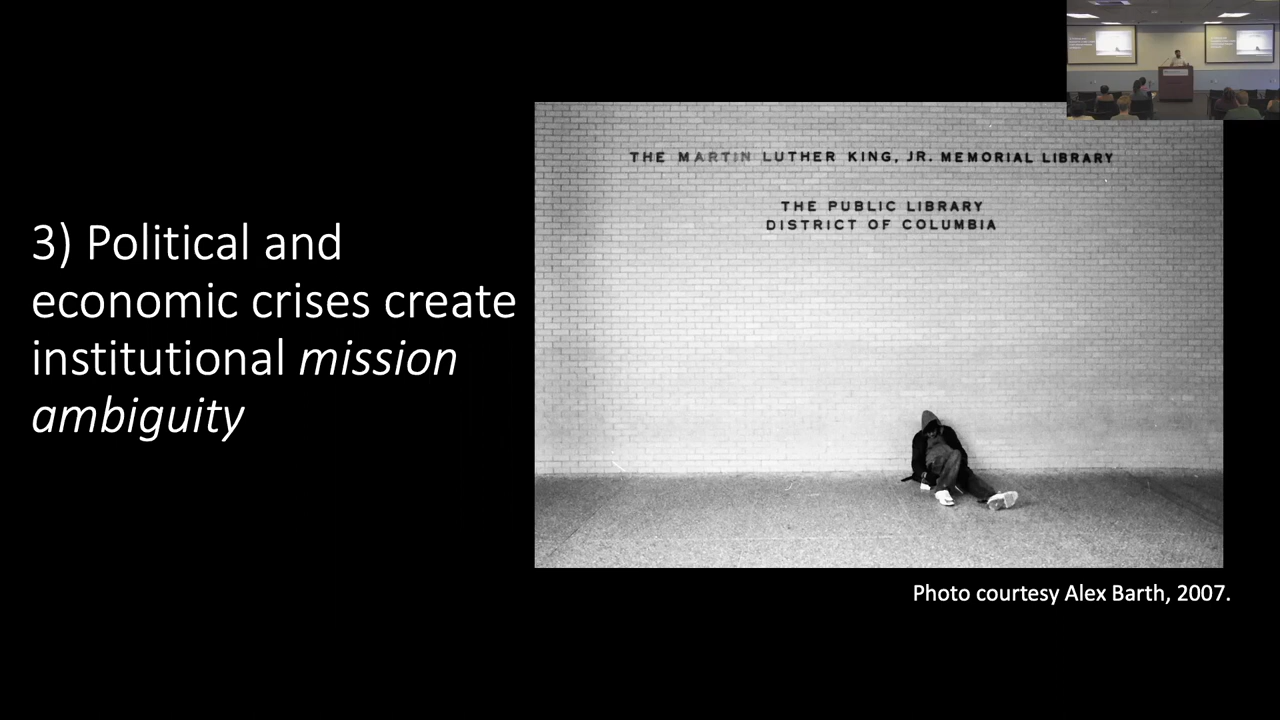 3) Political and
economic crises create
institutional mission
ambiguity
THE MARTIN LUTHER KING, JR. MEMORIAL LIBRARY
THE PUBLIC LIBRARY
DISTRICT OF COLUMBIA
Photo courtesy Alex Barth, 2007.